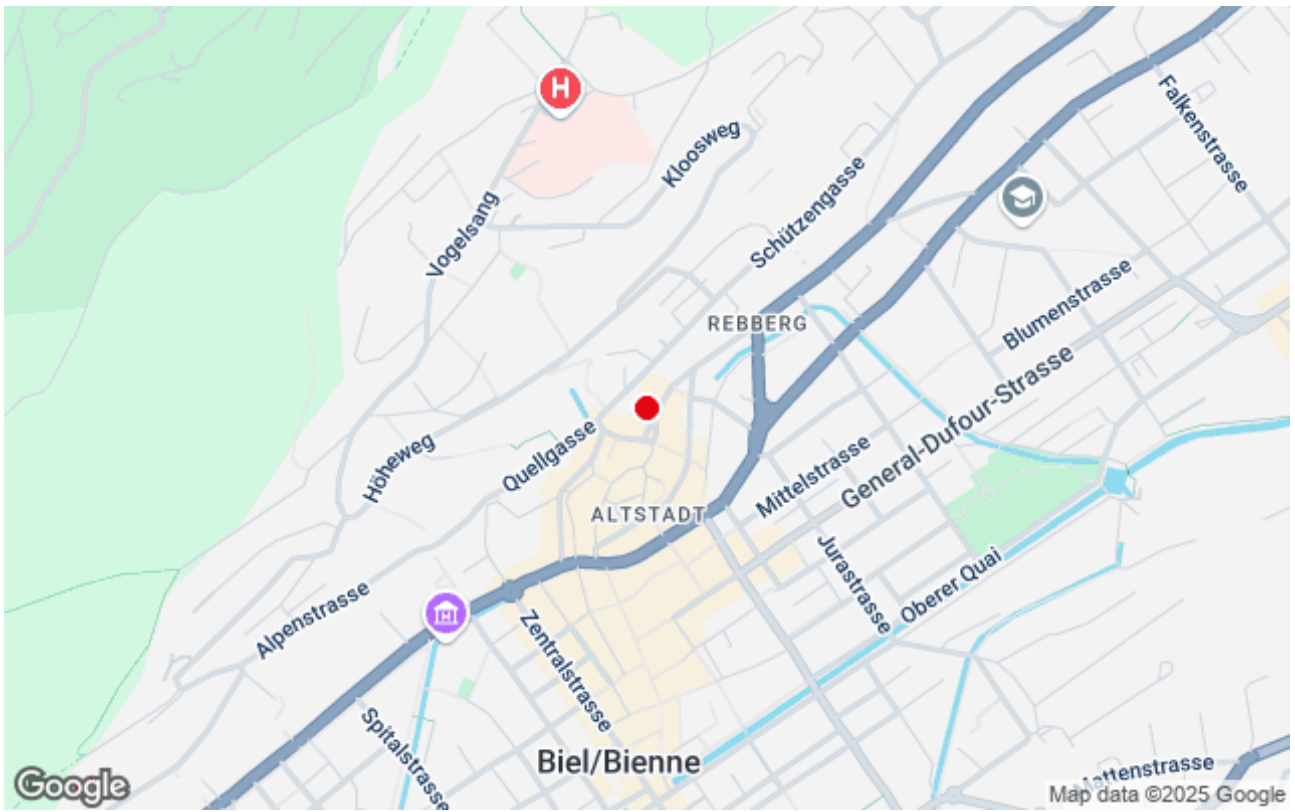 H
Falkenstrasse
Kloosweg
Vogelsang
Schützengasse
REBBERG
Blumenstrasse
General-Dufour-Strasse
Höheweg
Quellgasse
Mittelstrasse
ALTSTADT
Jurastrasse
Oberer Quai
Alpenstrasse
H
Zentralstrasse
Spitalstrasse
Biel/Bienne
Mattenstrasse
Google
Map data ©2025 Google